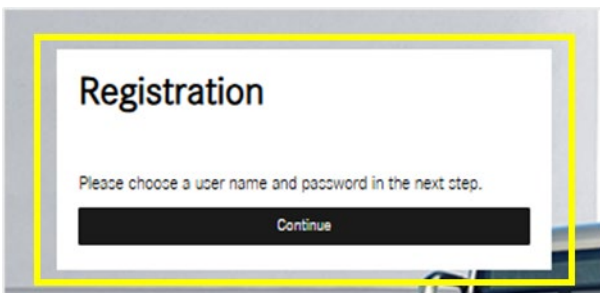 Registration
Please choose a user name and password in the next step.
Continue